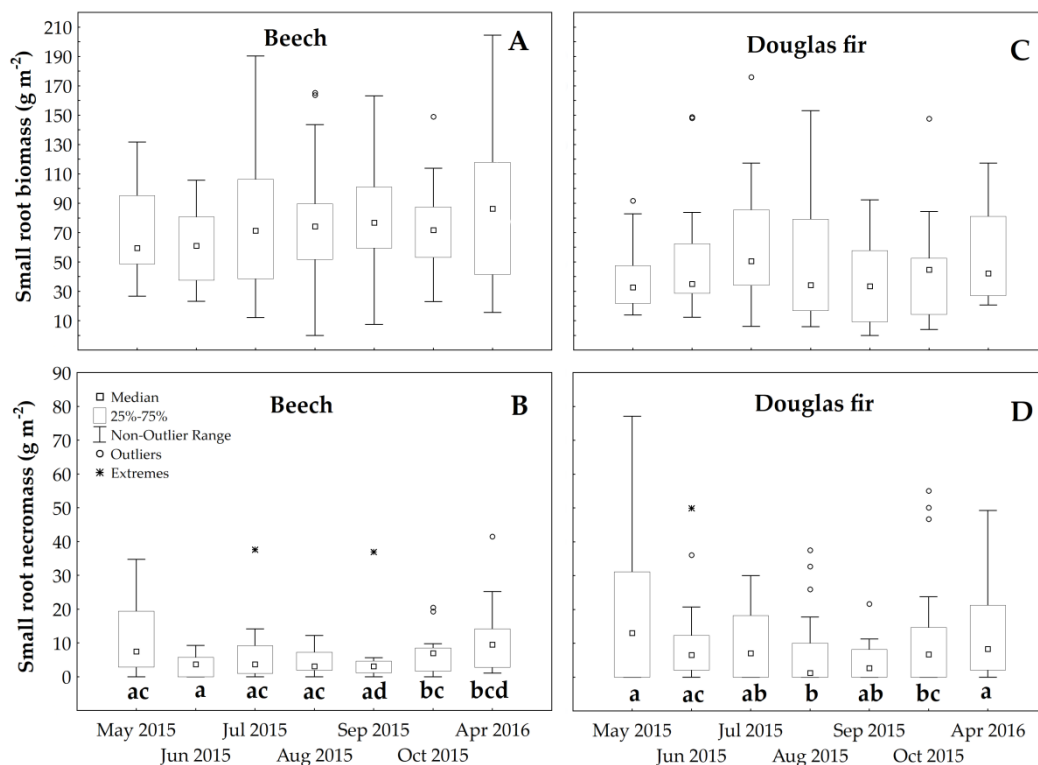 Small root biomass (g m⁻²)
210
190
170
150
130
110
90
70
50
30
10
Beech
A
Douglas fir
C
Small root necromass (g m⁻²)
90
80
70
60
50
40
30
20
10
0
Beech
B
Median
25%-75%
Non-Outlier Range
Outliers
Extremes
ac a ac ac ad bc bcd
Douglas fir
D
a ac ab b ab bc a
May 2015 Jul 2015 Sep 2015 Apr 2016
Jun 2015 Aug 2015 Oct 2015
May 2015 Jul 2015 Sep 2015 Apr 2016
Jun 2015 Aug 2015 Oct 2015